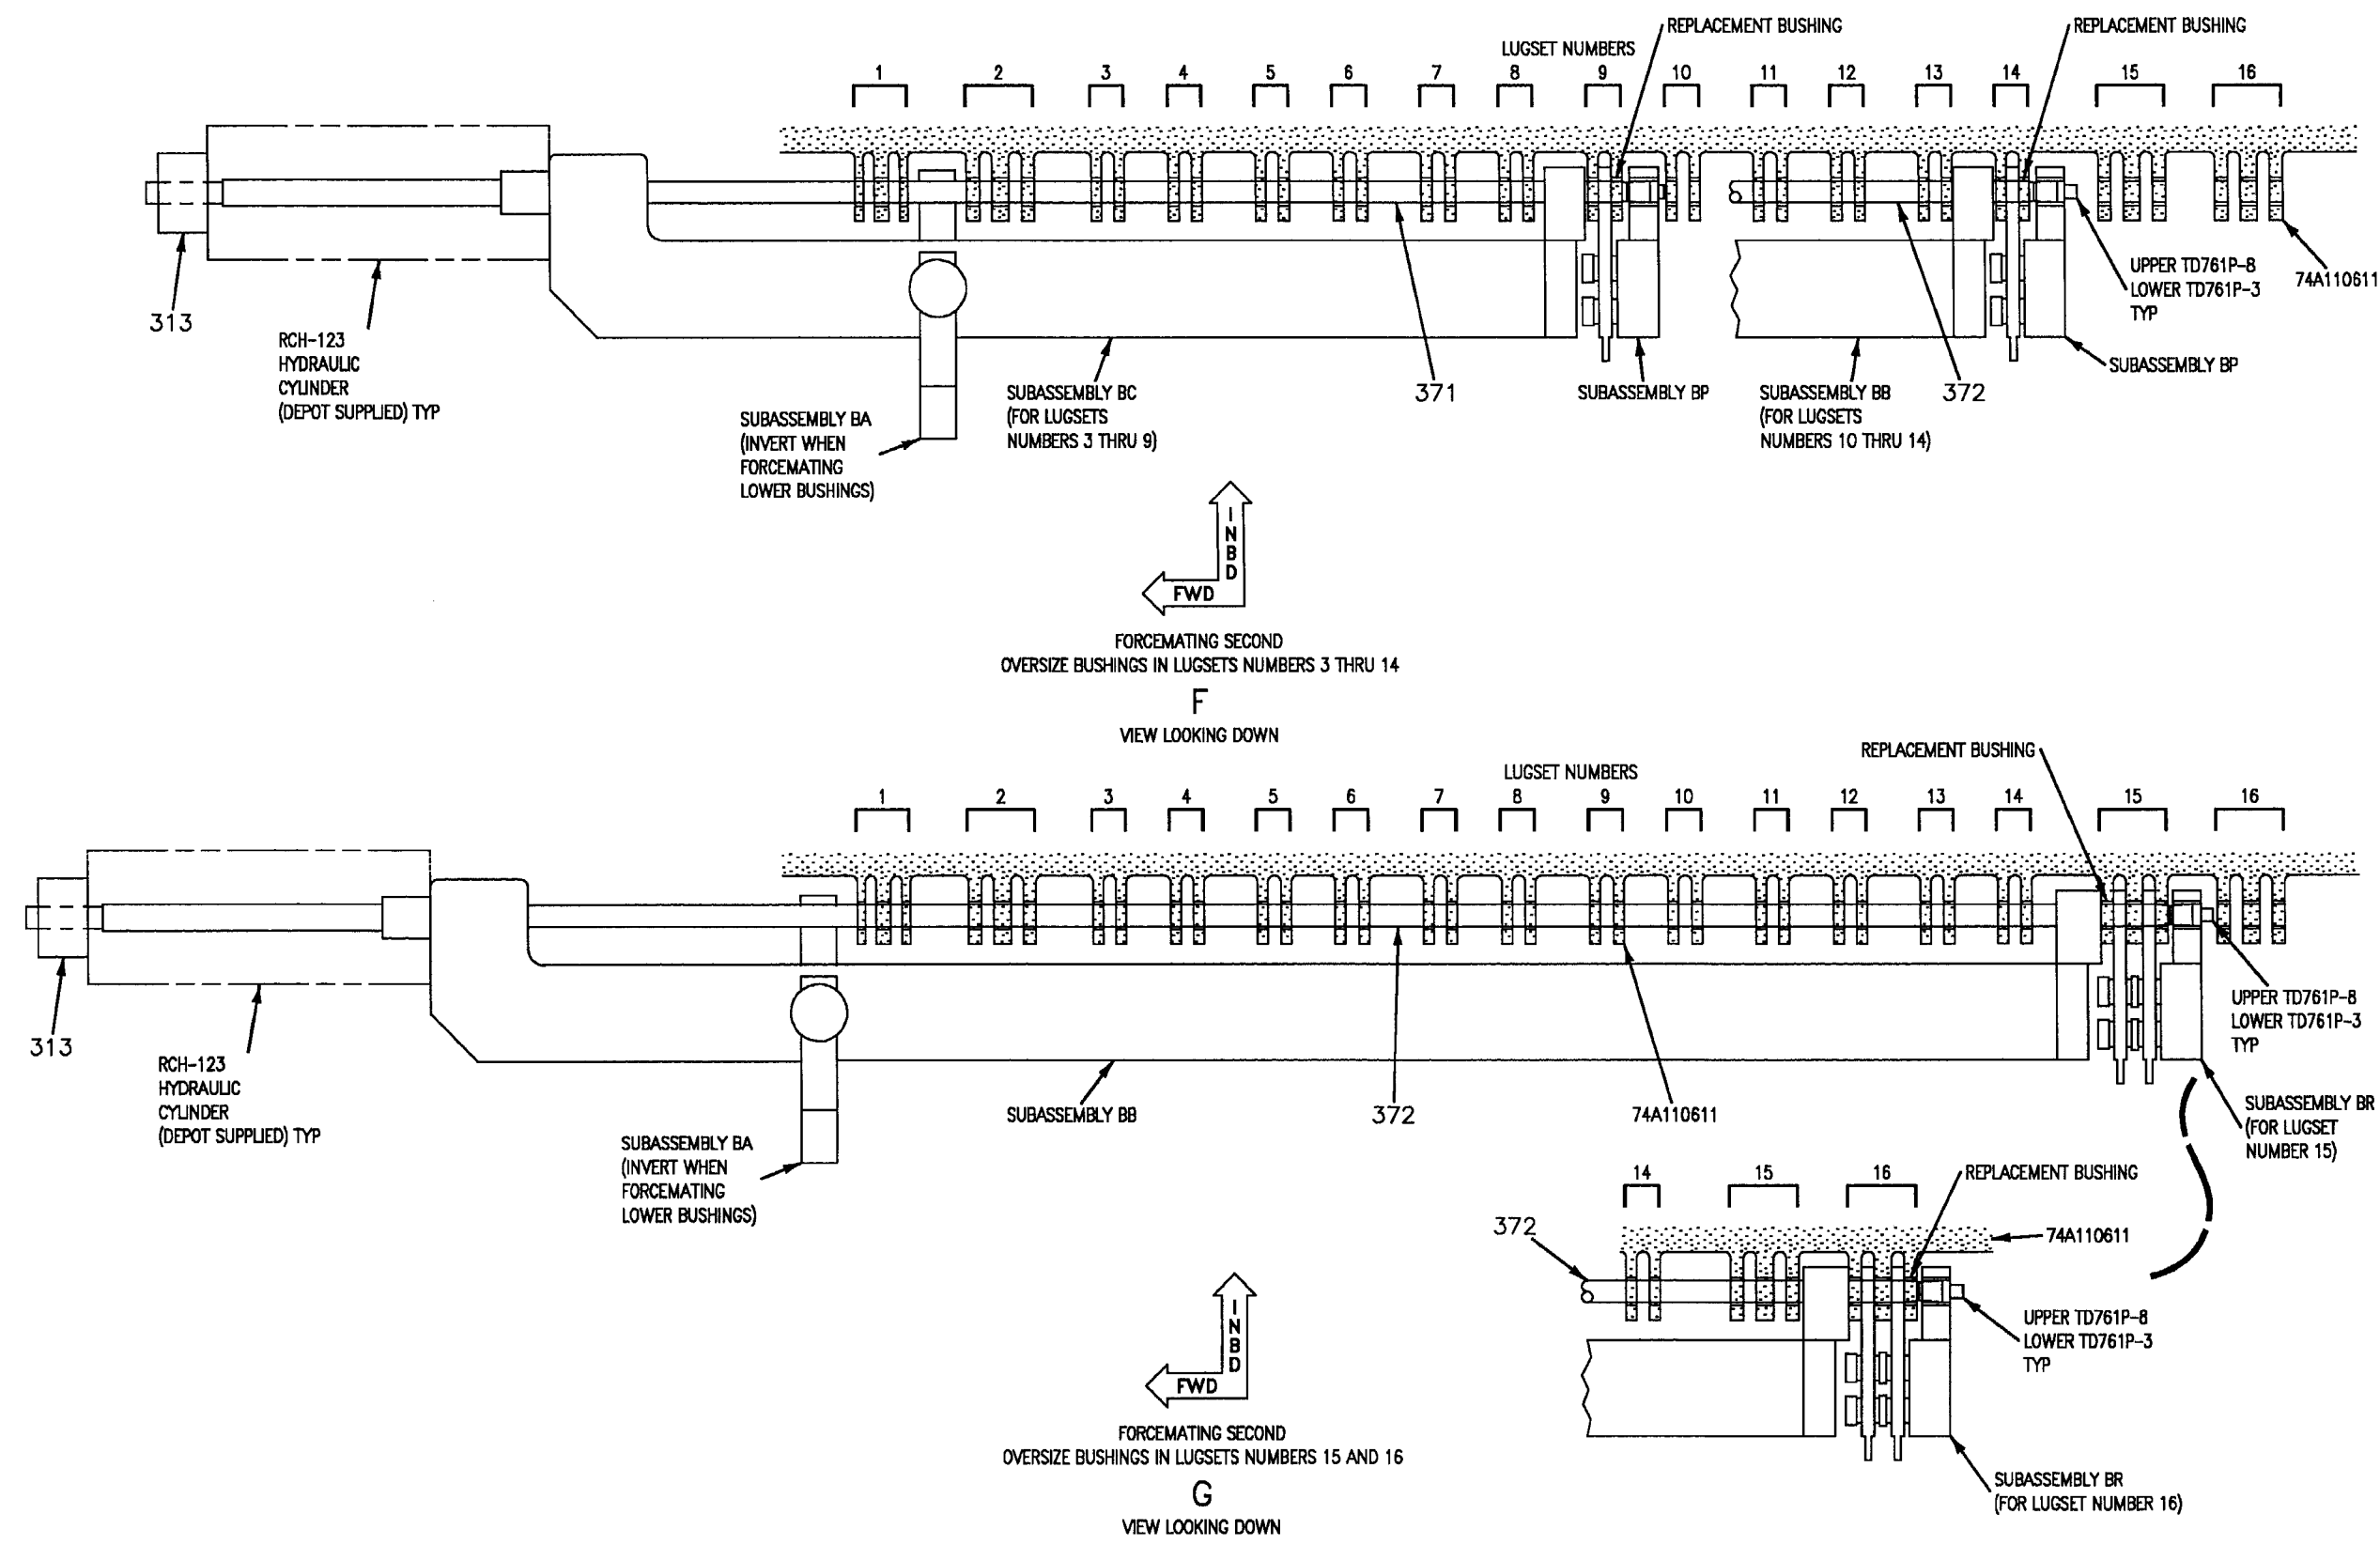 REPLACEMENT BUSHING
REPLACEMENT BUSHING
LUGSET NUMBERS
1 2 3 4 5 6 7 8 9 10 11 12 13 14 15 16
313
RCH-123
HYDRAULIC
CYLINDER
(DEPOT SUPPLIED) TYP
SUBASSEMBLY BA
(INVERT WHEN
FORCEMATING
LOWER BUSHINGS)
SUBASSEMBLY BC
(FOR LUGSETS
NUMBERS 3 THRU 9)
371
SUBASSEMBLY BP
SUBASSEMBLY BB
(FOR LUGSETS
NUMBERS 10 THRU 14)
372
UPPER TD761P-8
LOWER TD761P-3
TYP
74A110611
SUBASSEMBLY BP
INBD
FWD
FORCEMATING SECOND
OVERSIZE BUSHINGS IN LUGSETS NUMBERS 3 THRU 14
F
VIEW LOOKING DOWN
REPLACEMENT BUSHING
LUGSET NUMBERS
1 2 3 4 5 6 7 8 9 10 11 12 13 14 15 16
313
RCH-123
HYDRAULIC
CYLINDER
(DEPOT SUPPLIED) TYP
SUBASSEMBLY BA
(INVERT WHEN
FORCEMATING
LOWER BUSHINGS)
SUBASSEMBLY BB
372
74A110611
UPPER TD761P-8
LOWER TD761P-3
TYP
SUBASSEMBLY BR
(FOR LUGSET
NUMBER 15)
14 15 16
REPLACEMENT BUSHING
372
74A110611
UPPER TD761P-8
LOWER TD761P-3
TYP
SUBASSEMBLY BR
(FOR LUGSET NUMBER 16)
INBD
FWD
FORCEMATING SECOND
OVERSIZE BUSHINGS IN LUGSETS NUMBERS 15 AND 16
G
VIEW LOOKING DOWN